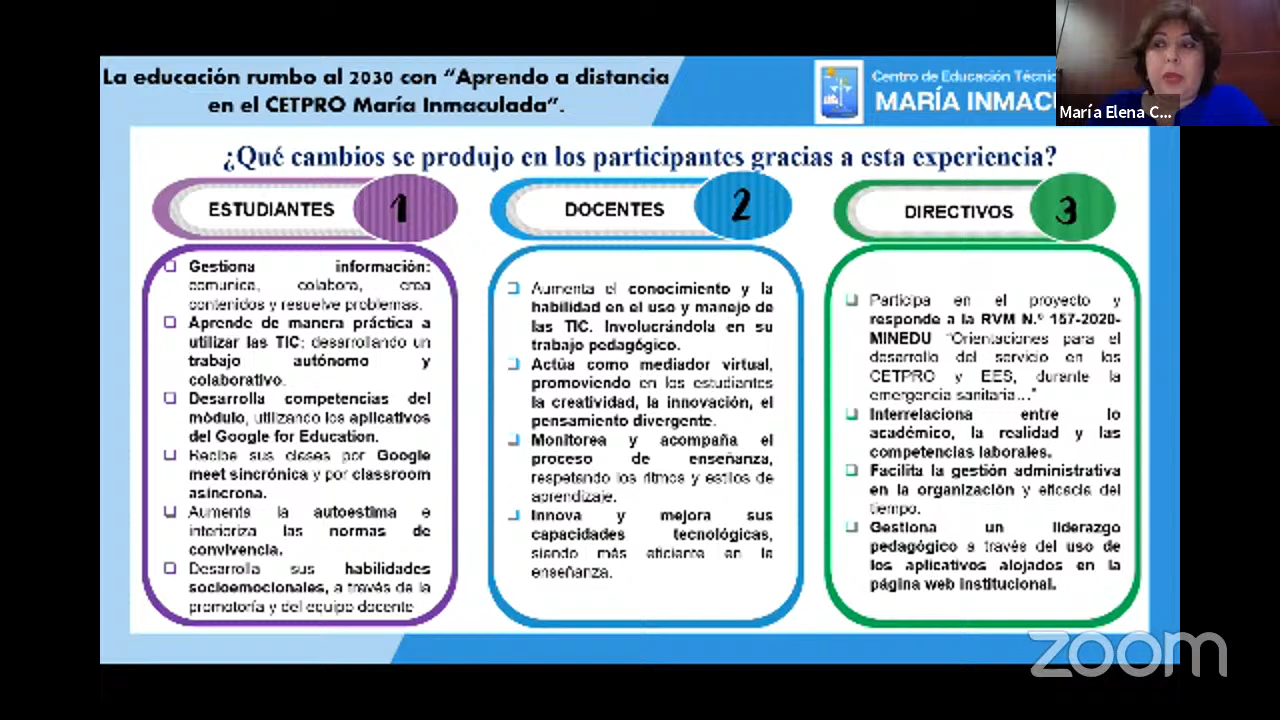 La educación rumbo al 2030 con “Aprendo a distancia
en el CETPRO María Inmaculada”.
Centro de Educación
MARÍA
María Elena C...
¿Qué cambios se produjo en los participantes gracias a esta experiencia?
ESTUDIANTES 1
Gestiona información:
comunica, colabora, crea
contenidos y resuelve problemas.
Aprende de manera práctica a
utilizar las TIC; desarrollando un
trabajo autónomo y
colaborativo.
Desarrolla competencias del
módulo, utilizando los aplicativos
del Google for Education.
Recibe sus clases por Google
meet sincrónica y por classroom
asíncrona.
Aumenta la autoestima e
interioriza las normas de
convivencia.
Desarrolla sus habilidades
socioemocionales, a través de la
promotoría y del equipo docente
DOCENTES 2
Aumenta el conocimiento y la
habilidad en el uso y manejo de
las TIC. Involucrándola en su
trabajo pedagógico.
Actúa como mediador virtual,
promoviendo en los estudiantes
la creatividad, la innovación, el
pensamiento divergente.
Monitorea y acompaña el
proceso de enseñanza,
respetando los ritmos y estilos de
aprendizaje.
Innova y mejora sus
capacidades tecnológicas,
siendo más eficiente en la
enseñanza.
DIRECTIVOS 3
Participa en el proyecto y
responde a la RVM N.º 157-2020-
MINEDU “Orientaciones para el
desarrollo del servicio en los
CETPRO y EES, durante la
emergencia sanitaria...”
Interrelaciona entre lo
académico, la realidad y las
competencias laborales.
Facilita la gestión administrativa
en la organización y eficacia del
tiempo.
Gestiona un liderazgo
pedagógico a través del uso de
los aplicativos alojados en la
página web institucional.
zoom